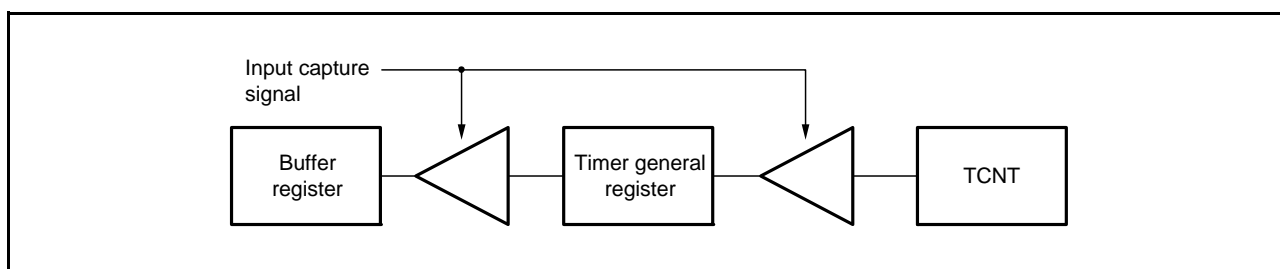 Input capture
signal
Buffer
register
Timer general
register
TCNT